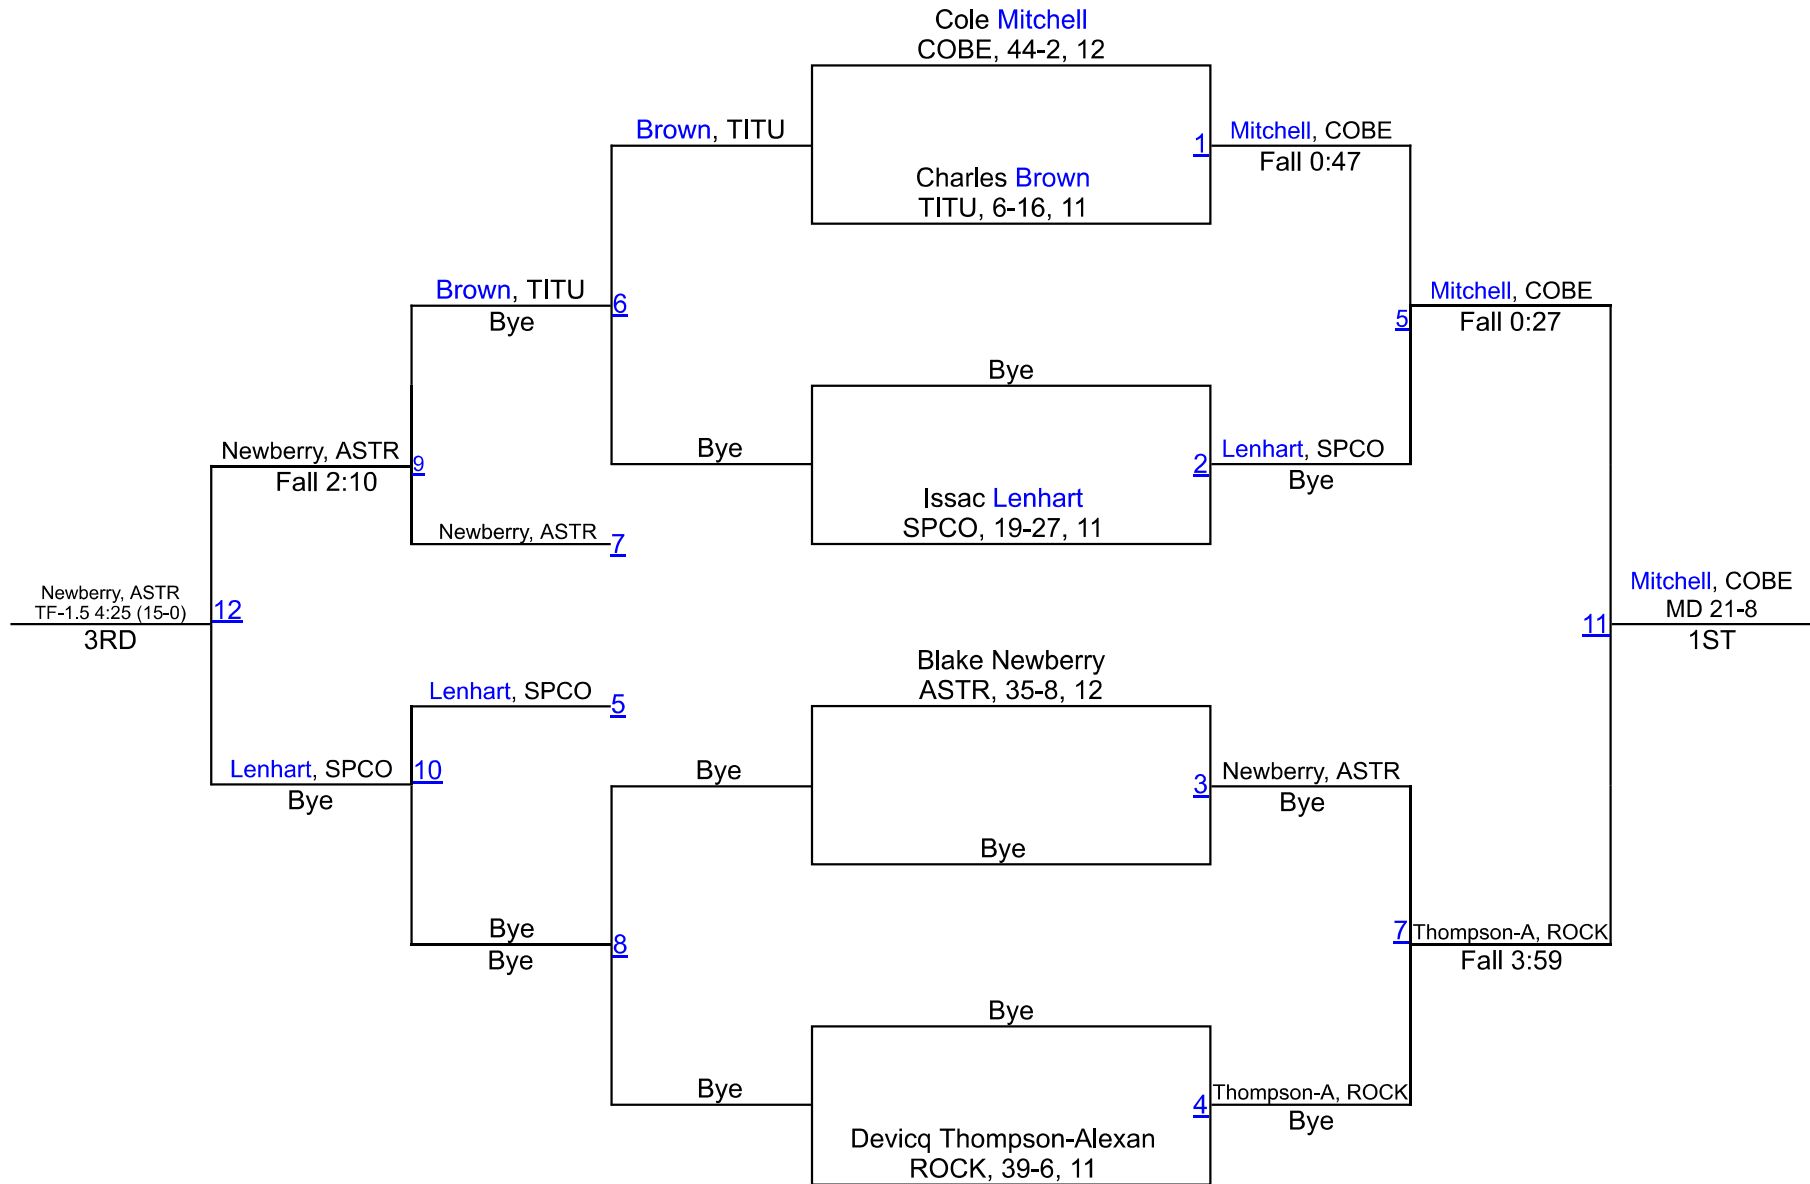 Cole Mitchell
COBE, 44-2, 12
Brown, TITU
1
Mitchell, COBE
Fall 0:47
Charles Brown
TITU, 6-16, 11
Brown, TITU
Bye
6
5
Mitchell, COBE
Fall 0:27
Bye
Newberry, ASTR
Fall 2:10
9
Bye
2
Lenhart, SPCO
Bye
Issac Lenhart
SPCO, 19-27, 11
Newberry, ASTR
7
Newberry, ASTR
TF-1.5 4:25 (15-0)
3RD
12
11
Mitchell, COBE
MD 21-8
1ST
Blake Newberry
ASTR, 35-8, 12
Lenhart, SPCO
5
Lenhart, SPCO
Bye
10
Bye
3
Newberry, ASTR
Bye
Bye
Bye
Bye
8
7
Thompson-A, ROCK
Fall 3:59
Bye
Bye
4
Thompson-A, ROCK
Bye
Devicq Thompson-Alexan
ROCK, 39-6, 11